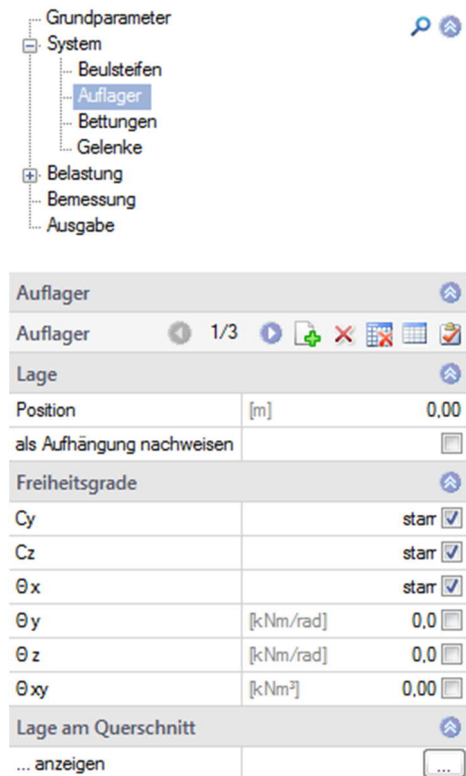 Grundparameter
System
Beulsteifen
Auflager
Bettungen
Gelenke
Belastung
Bemessung
Ausgabe
Auflager
Auflager 1/3
Lage
Position [m] 0,00
als Aufhängung nachweisen
Freiheitsgrade
Cy starr
Cz starr
Θx starr
Θy [kNm/rad] 0,0
Θz [kNm/rad] 0,0
Θxy [kNm³] 0,00
Lage am Querschnitt
... anzeigen ...